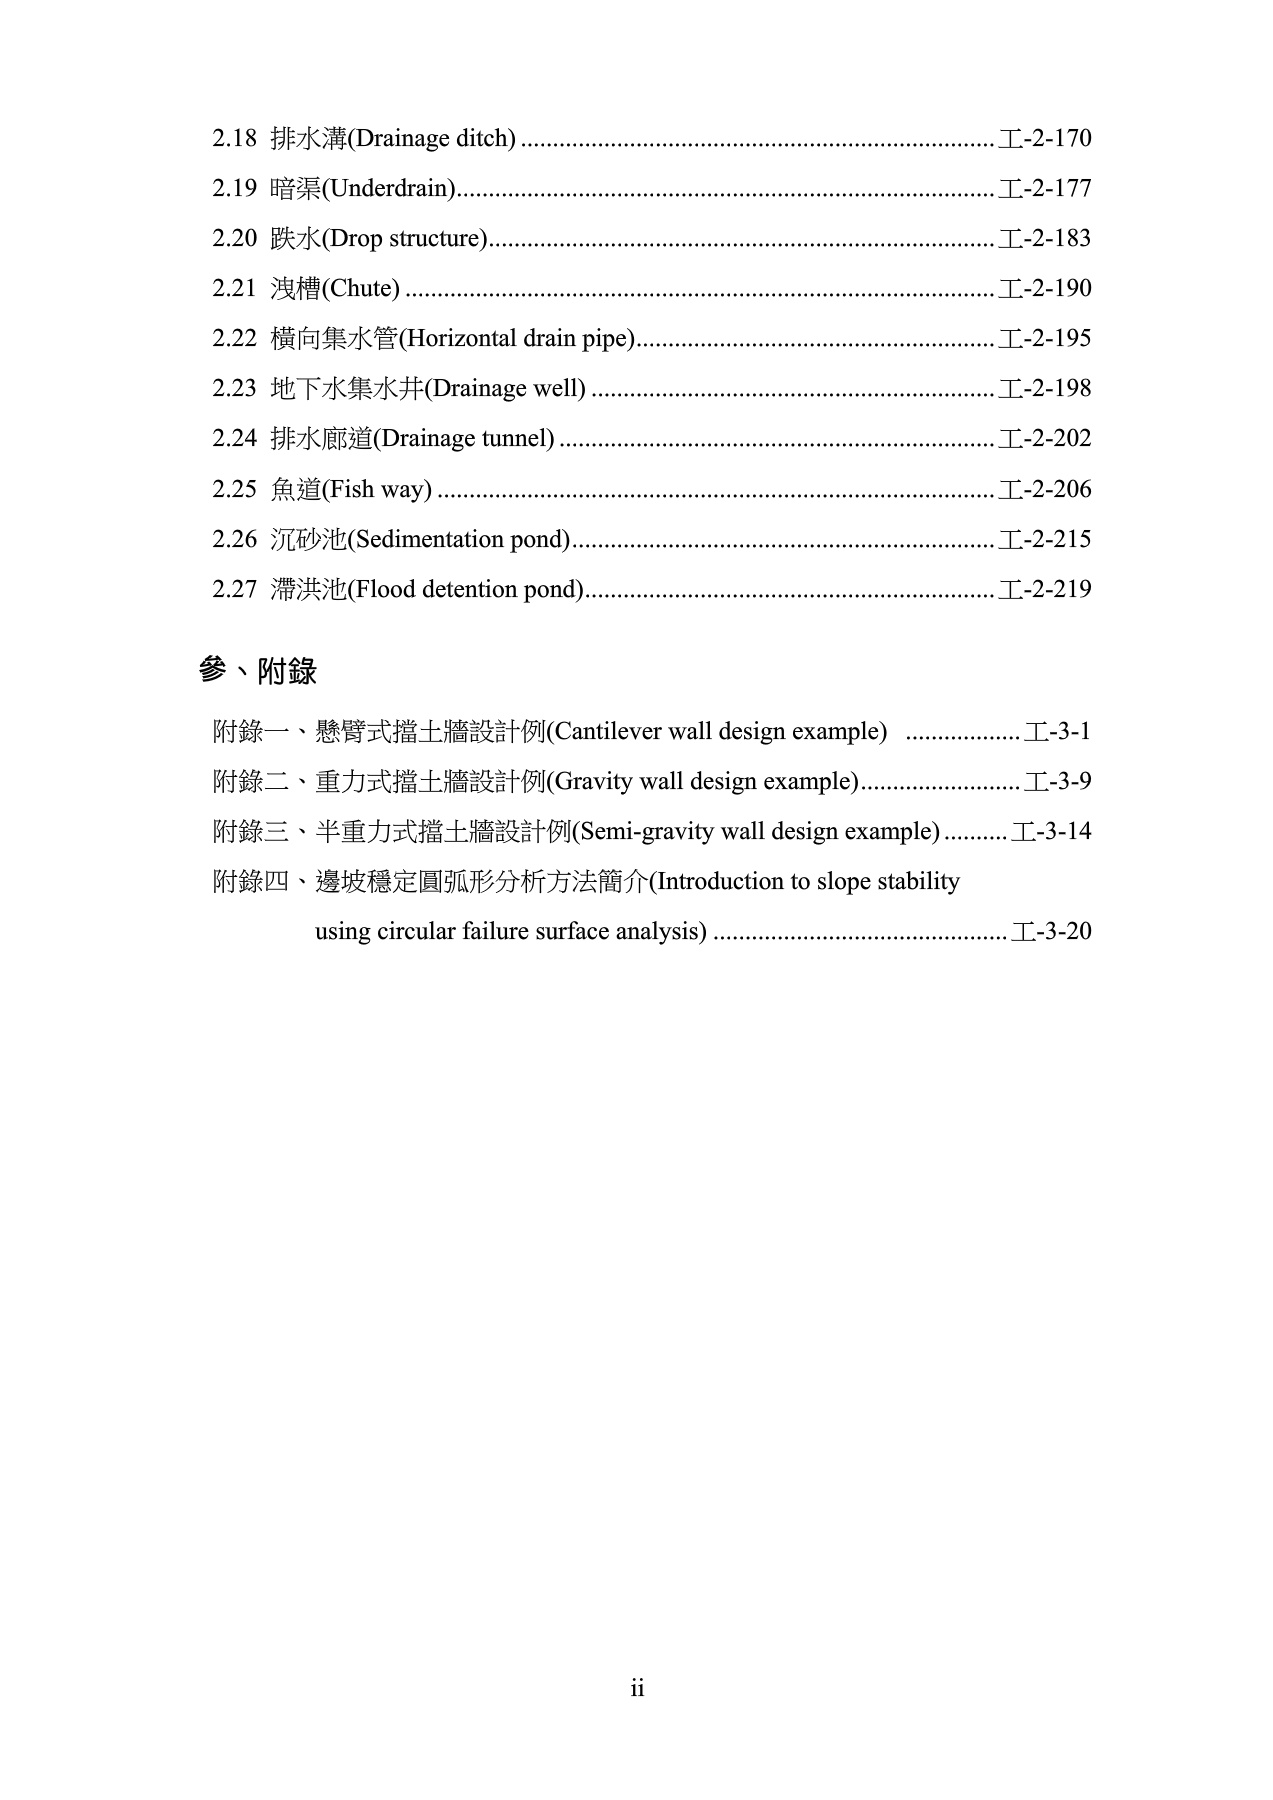 2.18 排水溝(Drainage ditch)..........................................................................工-2-170
2.19 暗渠(Underdrain)....................................................................................工-2-177
2.20 跌水(Drop structure)...............................................................................工-2-183
2.21 洩槽(Chute)............................................................................................工-2-190
2.22 橫向集水管(Horizontal drain pipe)........................................................工-2-195
2.23 地下水集水井(Drainage well)...............................................................工-2-198
2.24 排水廊道(Drainage tunnel)....................................................................工-2-202
2.25 魚道(Fish way).......................................................................................工-2-206
2.26 沉砂池(Sedimentation pond)..................................................................工-2-215
2.27 滯洪池(Flood detention pond)................................................................工-2-219
參、附錄
附錄一、懸臂式擋土牆設計例(Cantilever wall design example) ..................工-3-1
附錄二、重力式擋土牆設計例(Gravity wall design example).........................工-3-9
附錄三、半重力式擋土牆設計例(Semi-gravity wall design example)..........工-3-14
附錄四、邊坡穩定圓弧形分析方法簡介(Introduction to slope stability
using circular failure surface analysis)..............................................工-3-20
ii